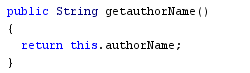 public String getauthorName()
{
return this.authorName;
}